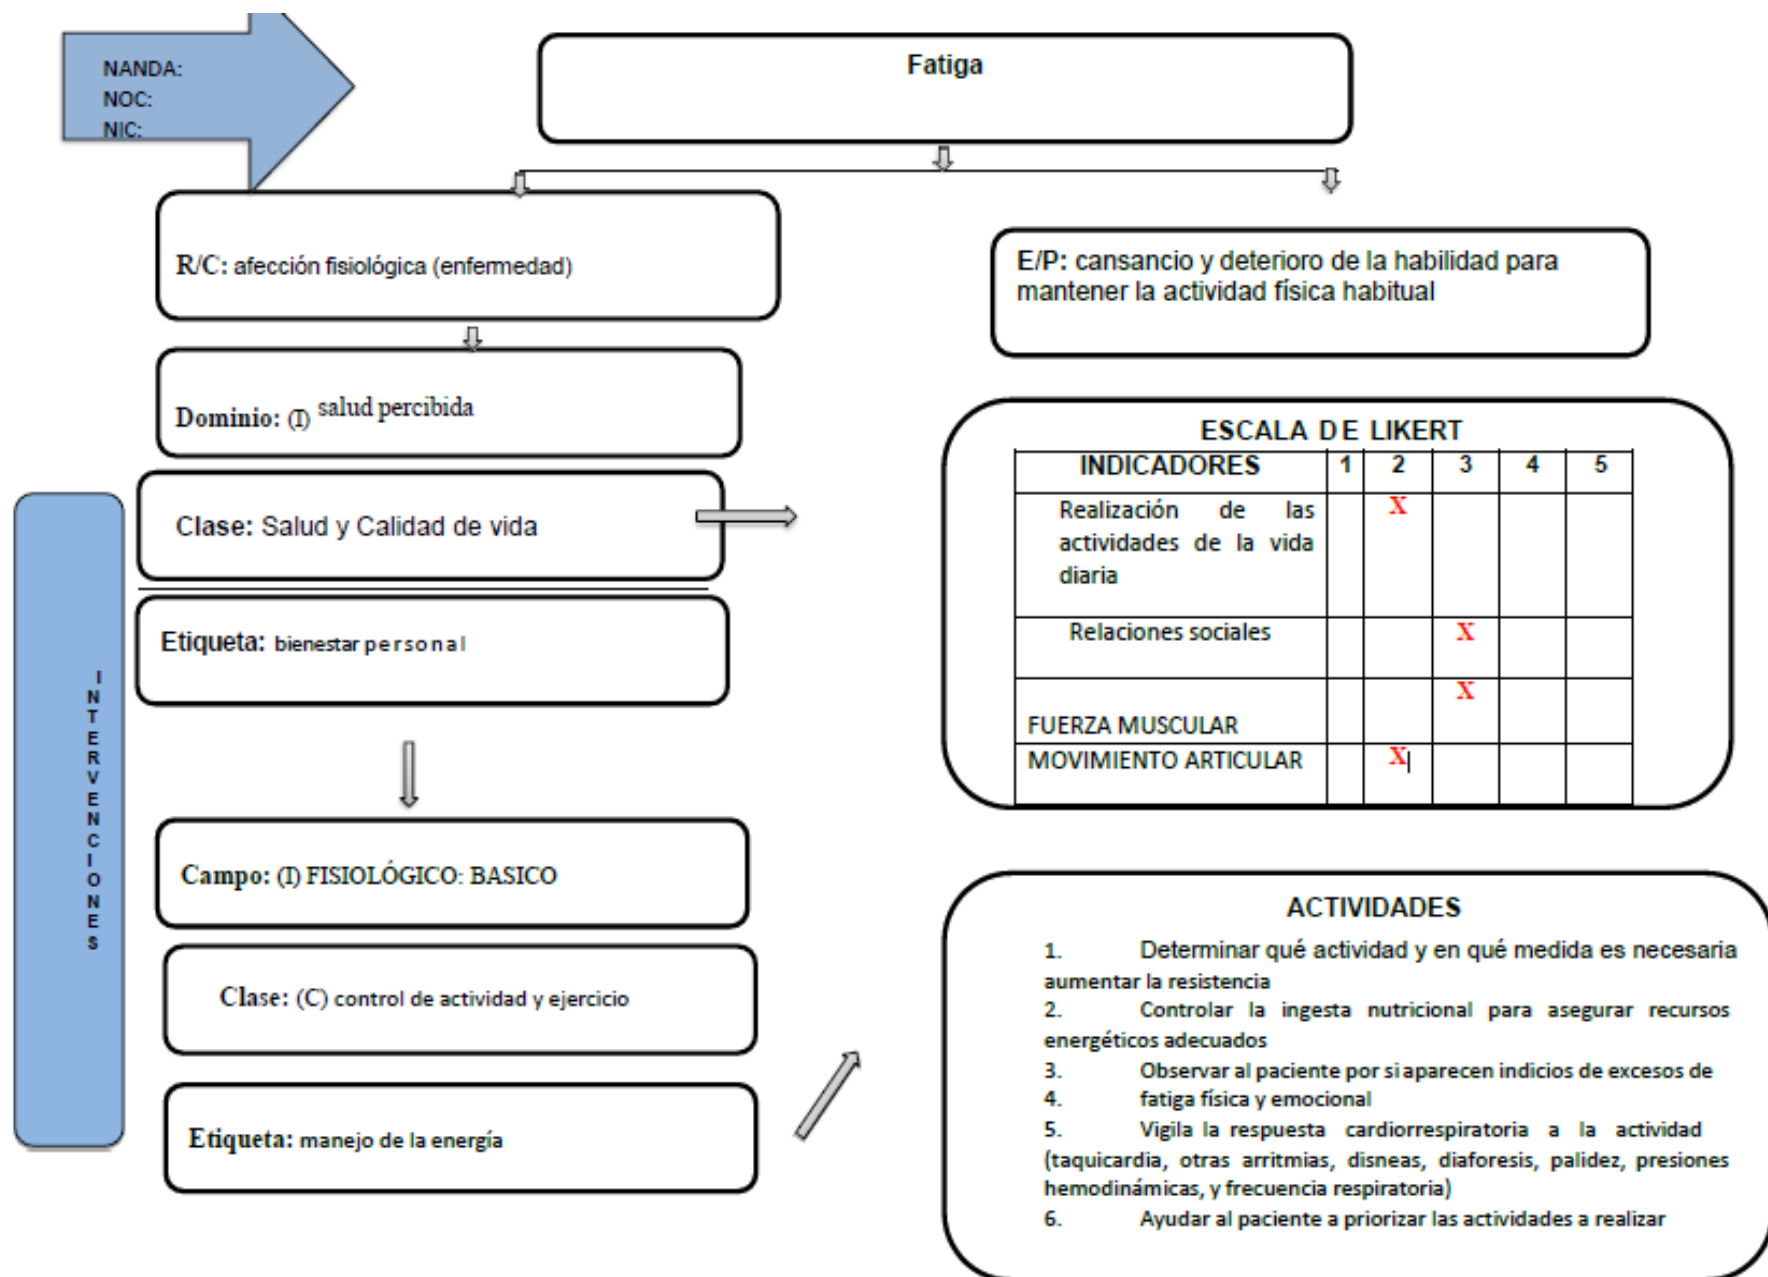 NANDA:
NOC:
NIC:
Fatiga
R/C: afección fisiológica (enfermedad)
E/P: cansancio y deterioro de la habilidad para
mantener la actividad física habitual
Dominio: (I) salud percibida
Clase: Salud y Calidad de vida
Etiqueta: bienestar personal
ESCALA DE LIKERT
INDICADORES 1 2 3 4 5
Realización de las X
actividades de la vida
diaria
Relaciones sociales X
X
FUERZA MUSCULAR
MOVIMIENTO ARTICULAR X
INTERVENCIONES
Campo: (I) FISIOLÓGICO: BASICO
Clase: (C) control de actividad y ejercicio
Etiqueta: manejo de la energía
ACTIVIDADES
1. Determinar qué actividad y en qué medida es necesaria
aumentar la resistencia
2. Controlar la ingesta nutricional para asegurar recursos
energéticos adecuados
3. Observar al paciente por si aparecen indicios de excesos de
4. fatiga física y emocional
5. Vigila la respuesta cardiorrespiratoria a la actividad
(taquicardia, otras arritmias, disneas, diaforesis, palidez, presiones
hemodinámicas, y frecuencia respiratoria)
6. Ayudar al paciente a priorizar las actividades a realizar